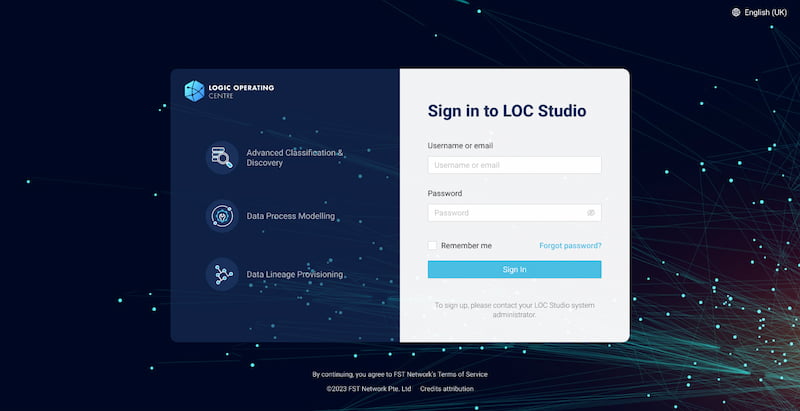 English (UK)
LOGIC OPERATING
CENTRE
Advanced Classification &
Discovery
Data Process Modelling
Data Lineage Provisioning
Sign in to LOC Studio
Username or email
Username or email
Password
Password
Remember me
Forgot password?
Sign In
To sign up, please contact your LOC Studio system
administrator.
By continuing, you agree to FST Network's Terms of Service
©2023 FST Network Pte. Ltd
Credits attribution